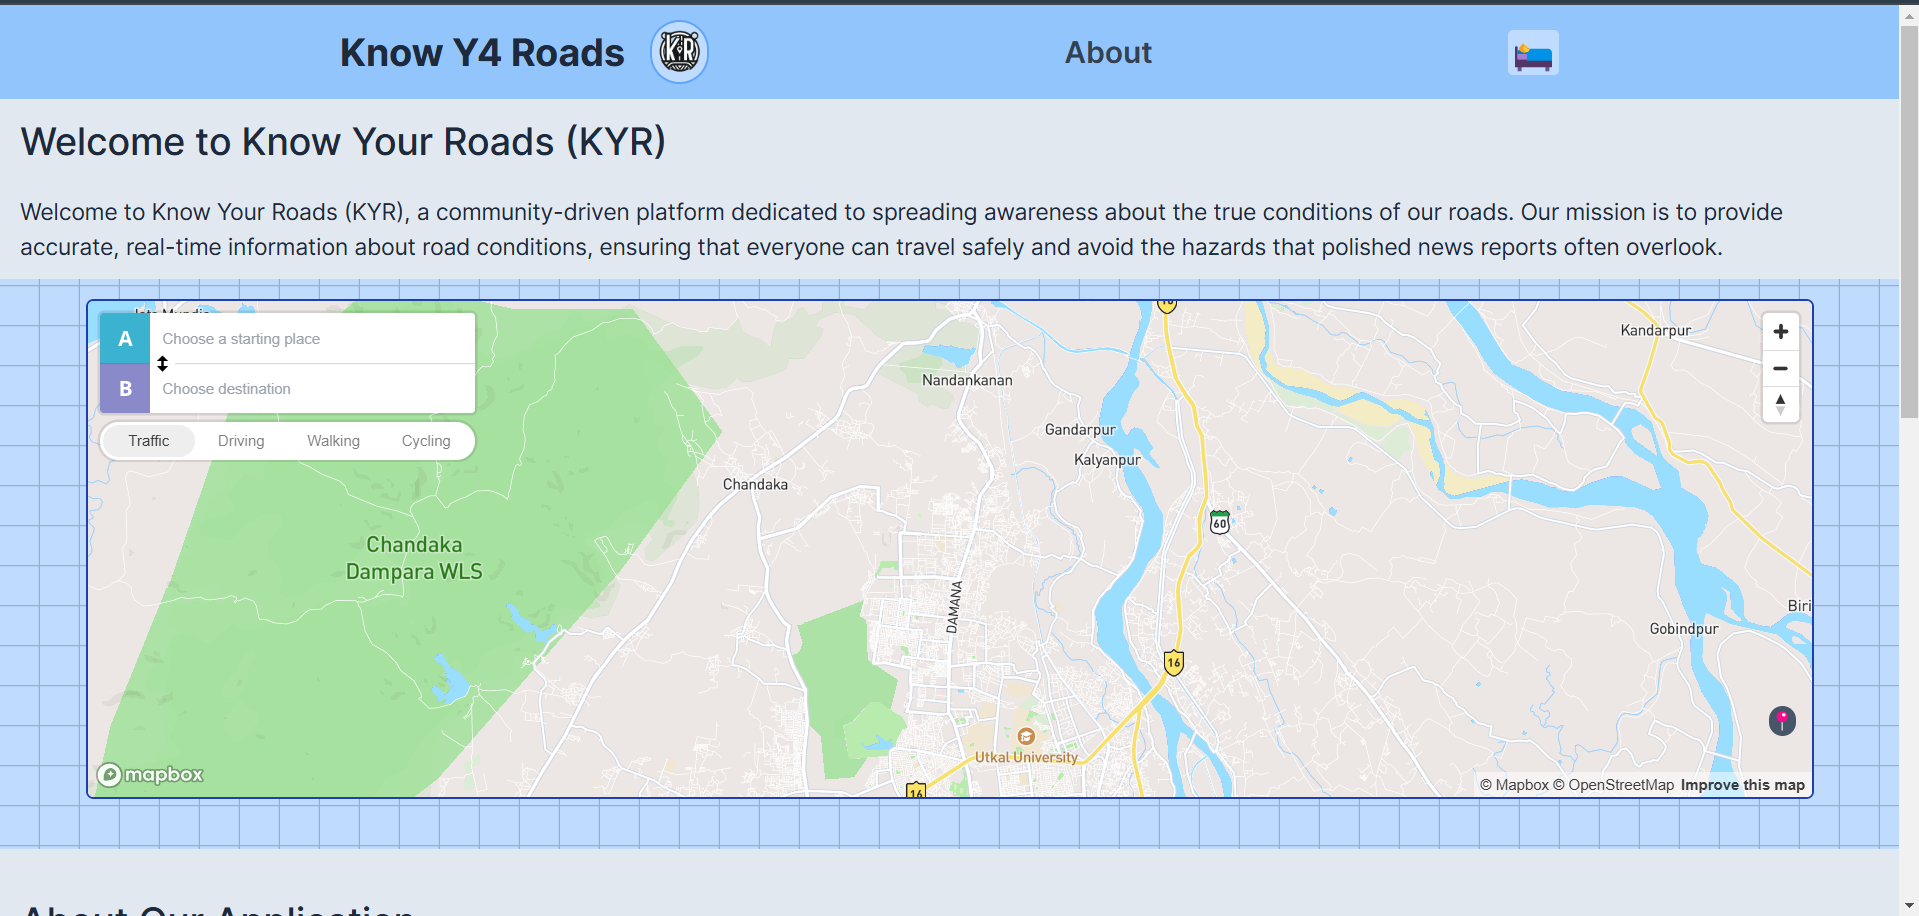 Know Y4 Roads
KYR
About
Welcome to Know Your Roads (KYR)
Welcome to Know Your Roads (KYR), a community-driven platform dedicated to spreading awareness about the true conditions of our roads. Our mission is to provide
accurate, real-time information about road conditions, ensuring that everyone can travel safely and avoid the hazards that polished news reports often overlook.
A
Choose a starting place
B
Choose destination
Traffic
Driving
Walking
Cycling
Kandarpur
Nandankanan
Gandarpur
Kalyanpur
Chandaka
60
Chandaka
Dampara WLS
DAMANA
Biri
Gobindpur
16
Utkal University
mapbox
16
© Mapbox © OpenStreetMap Improve this map
About Our Application